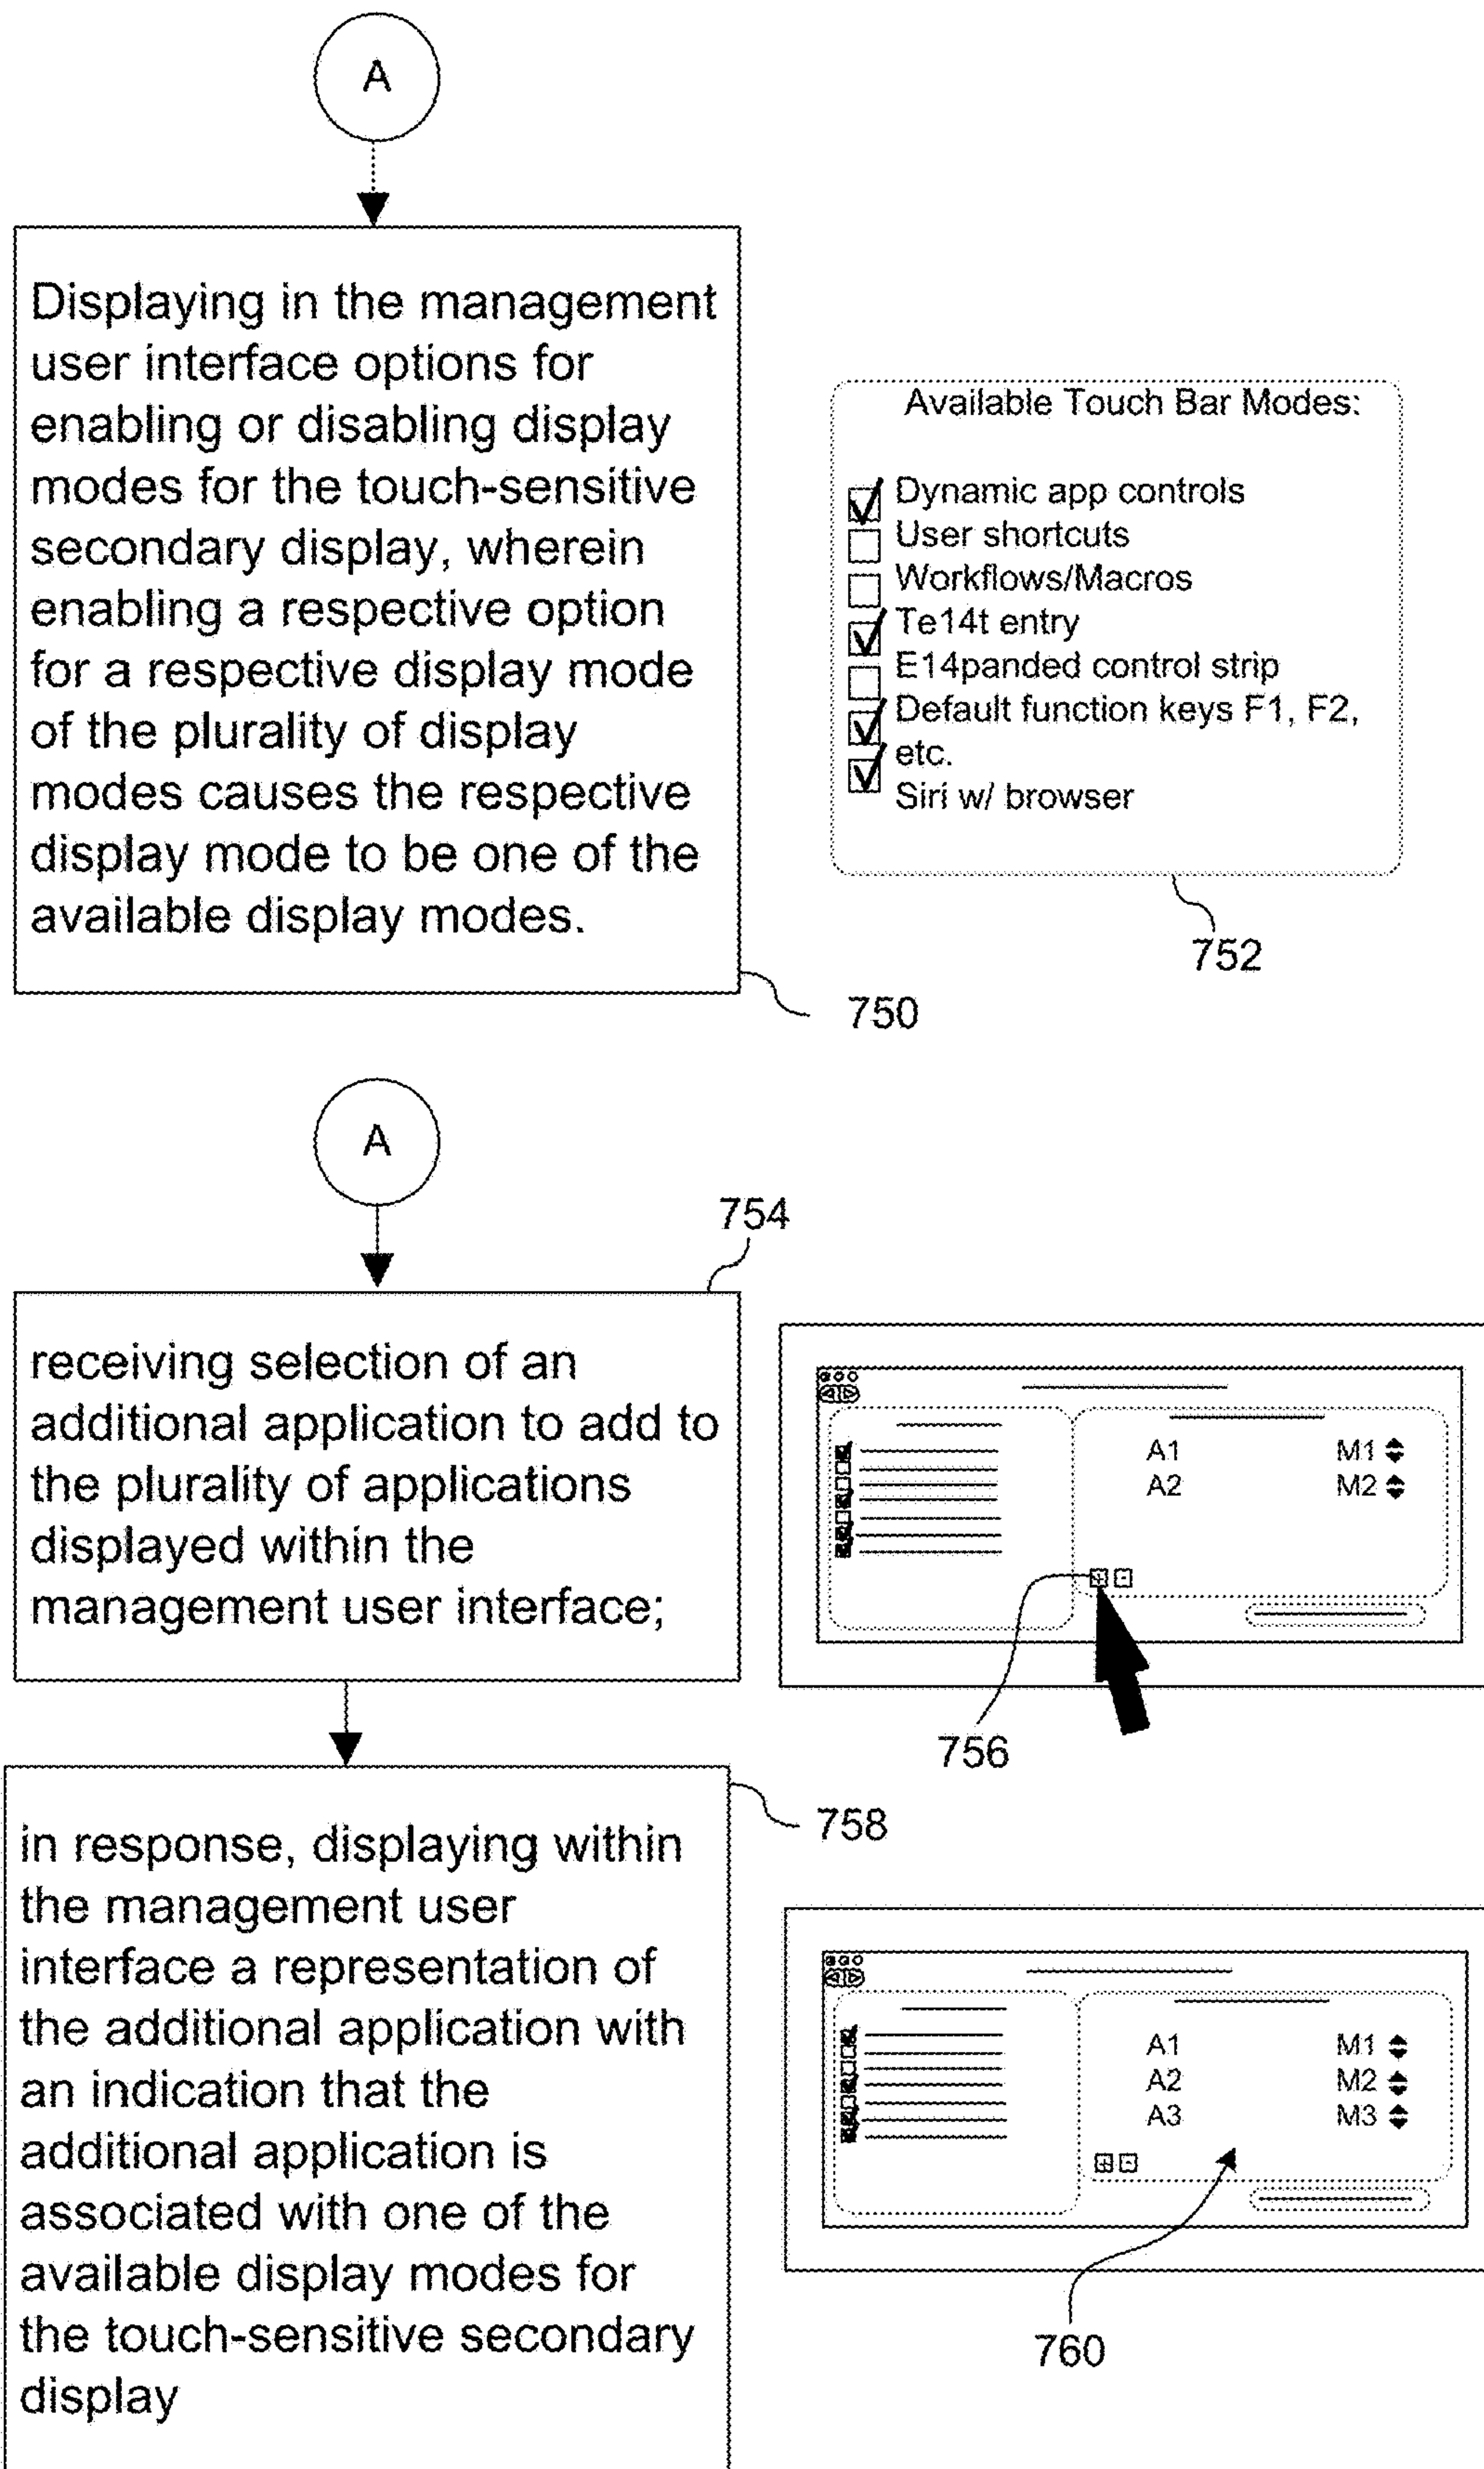 A
Displaying in the management
user interface options for
enabling or disabling display
modes for the touch-sensitive
secondary display, wherein
enabling a respective option
for a respective display mode
of the plurality of display
modes causes the respective
display mode to be one of the
available display modes.
750
Available Touch Bar Modes:
Dynamic app controls
User shortcuts
Workflows/Macros
Te14t entry
E14panded control strip
Default function keys F1, F2,
etc.
Siri w/ browser
752
A
754
receiving selection of an
additional application to add to
the plurality of applications
displayed within the
management user interface;
A1 M1
A2 M2
756
758
in response, displaying within
the management user
interface a representation of
the additional application with
an indication that the
additional application is
associated with one of the
available display modes for
the touch-sensitive secondary
display
A1 M1
A2 M2
A3 M3
760